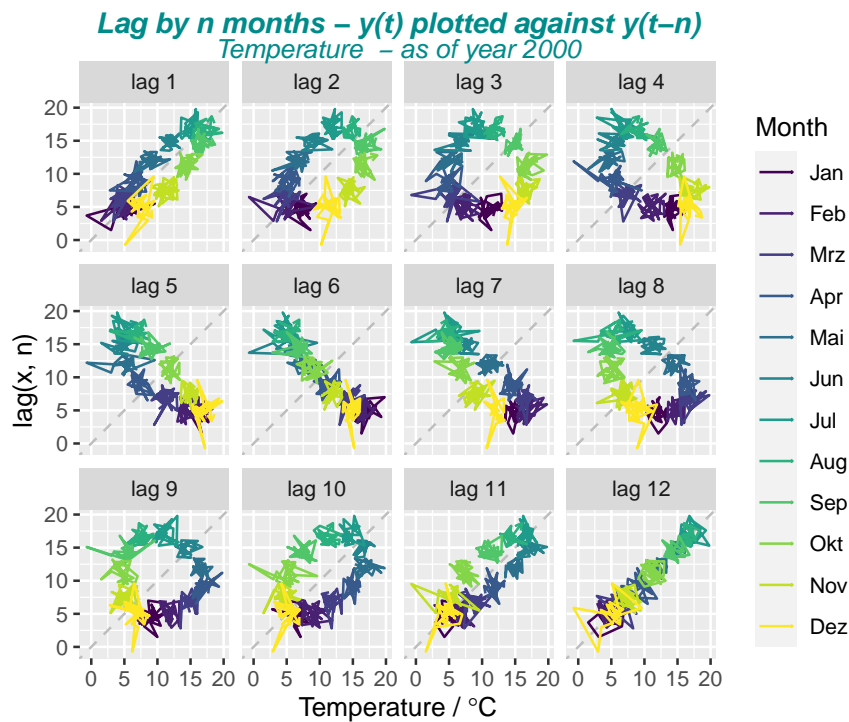 Lag by n months – y(t) plotted against y(t–n)
Temperature – as of year 2000
lag 1 lag 2 lag 3 lag 4
20
15
10
5
0
lag 5 lag 6 lag 7 lag 8
20
15
10
5
0
lag 9 lag 10 lag 11 lag 12
20
15
10
5
0
0 5 10 15 20 0 5 10 15 20 0 5 10 15 20 0 5 10 15 20
lag(x, n)
Temperature / °C
Month
Jan
Feb
Mrz
Apr
Mai
Jun
Jul
Aug
Sep
Okt
Nov
Dez